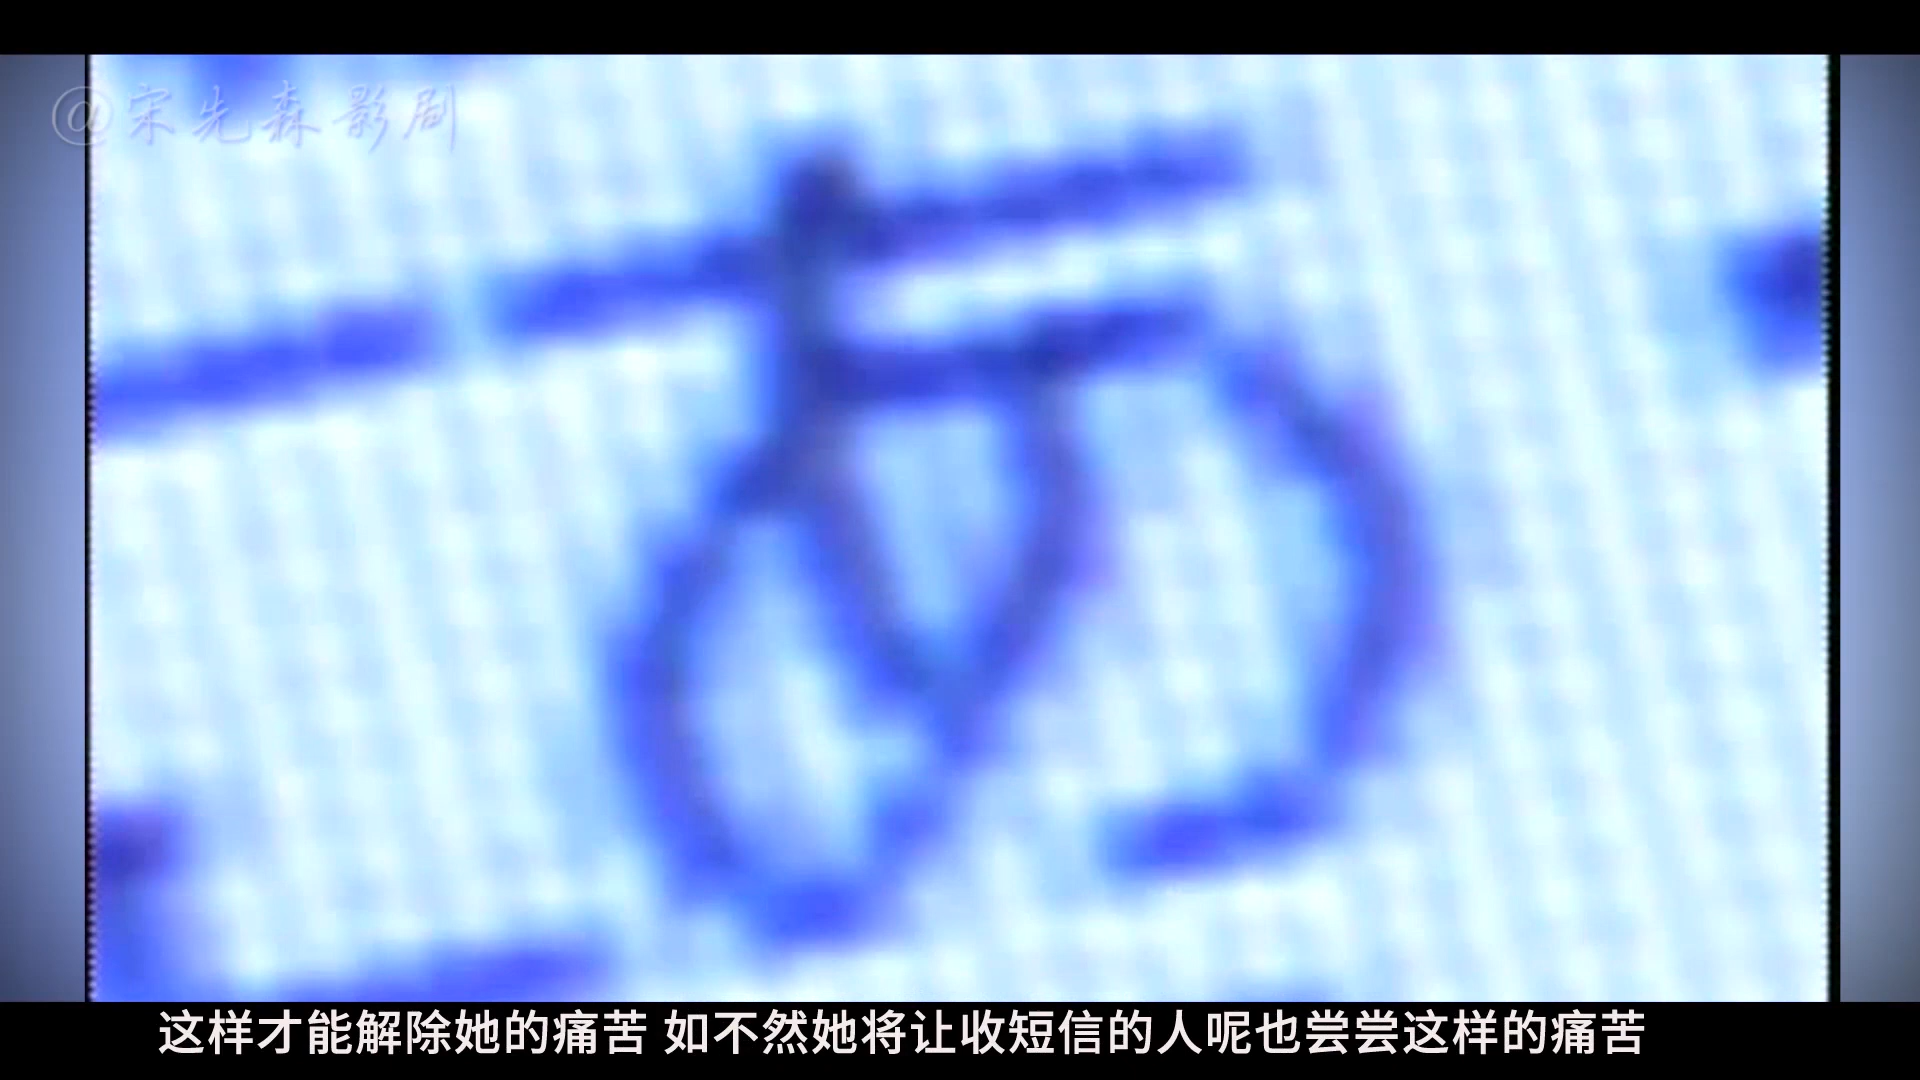 @宋先森影剧
あ
这样才能解除她的痛苦 如不然她将让收短信的人呢也尝尝这样的痛苦